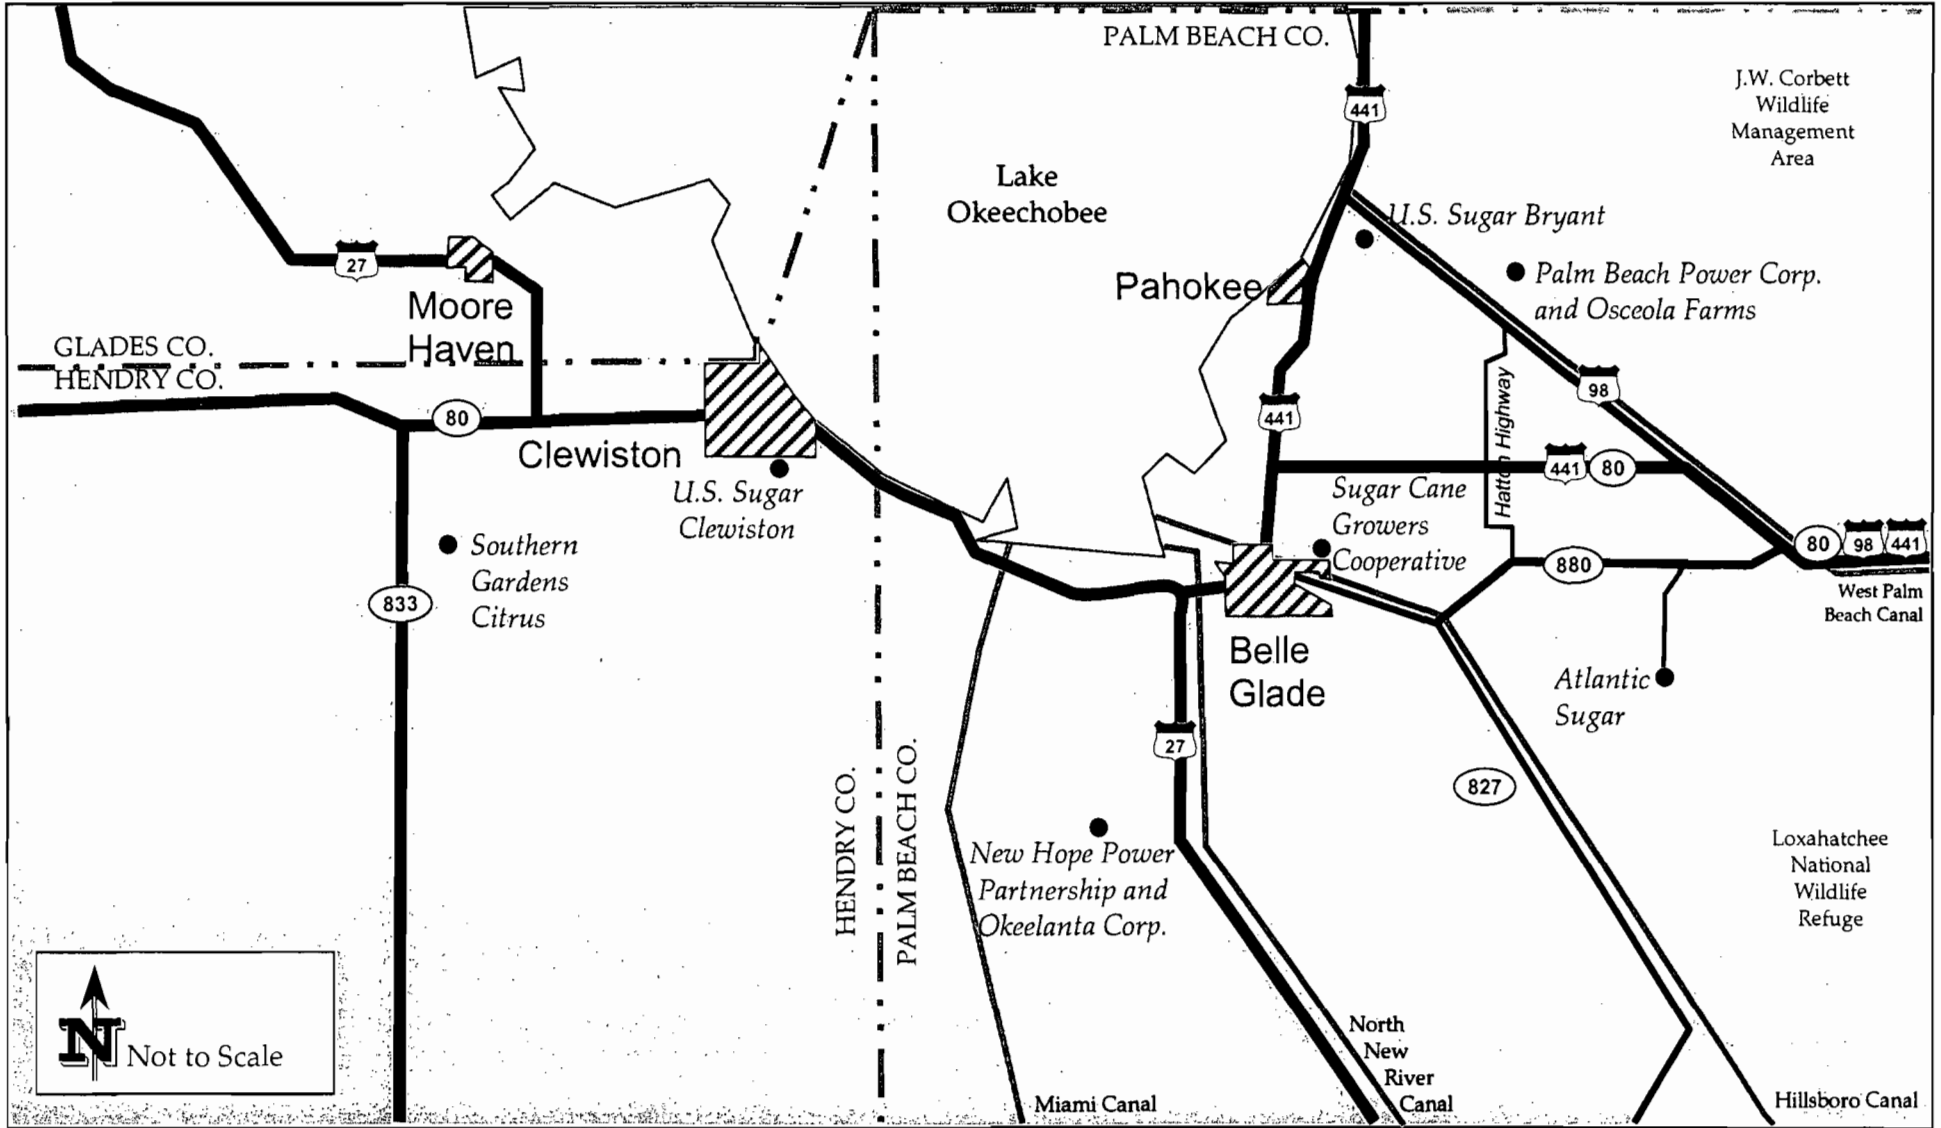 PALM BEACH CO.
J.W. Corbett
Wildlife
Management
Area
441
Lake
Okeechobee
U.S. Sugar Bryant
27
Moore
Haven
Pahokee
Palm Beach Power Corp.
and Osceola Farms
GLADES CO.
HENDRY CO.
80
Clewiston
441
98
Hatton Highway
441
80
U.S. Sugar
Clewiston
Sugar Cane
Growers
Cooperative
Southern
Gardens
Citrus
833
880
80
98
441
West Palm
Beach Canal
Belle
Glade
Atlantic
Sugar
27
827
HENDRY CO.
PALM BEACH CO.
New Hope Power
Partnership and
Okeelanta Corp.
Loxahatchee
National
Wildlife
Refuge
N
Not to Scale
North
New
River
Canal
Miami Canal
Hillsboro Canal